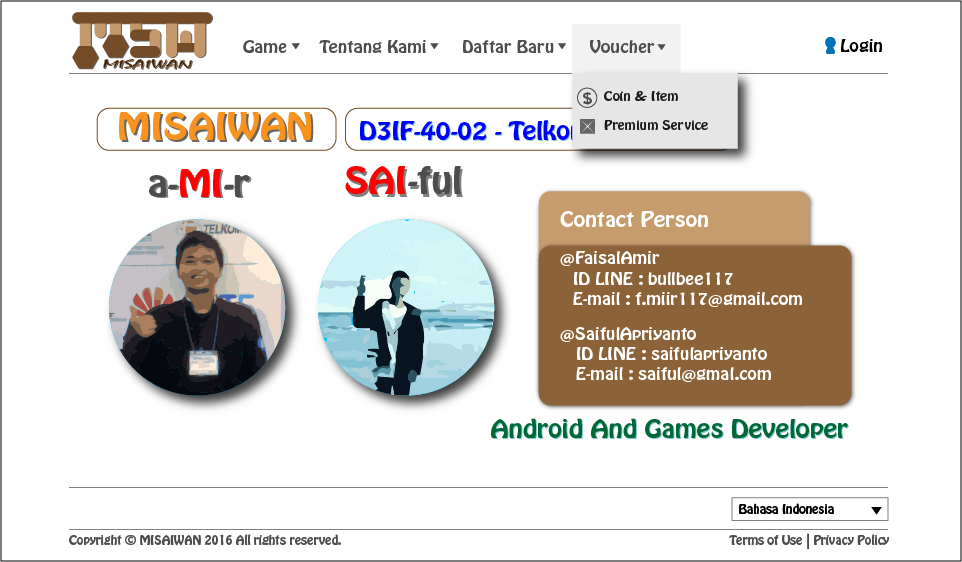 MSW
MISAIWAN
Game
Tentang Kami
Daftar Baru
Voucher
Login
Coin & Item
Premium Service
MISAIWAN
D3IF-40-02 - Telko
a-MI-r
SAI-ful
TELKO
Contact Person
@FaisalAmir
ID LINE : bullbee117
E-mail : f.miir117@gmail.com
@SaifulApriyanto
ID LINE : saifulapriyanto
E-mail : saiful@gmal.com
Android And Games Developer
Bahasa Indonesia
Copyright © MISAIWAN 2016 All rights reserved.
Terms of Use | Privacy Policy